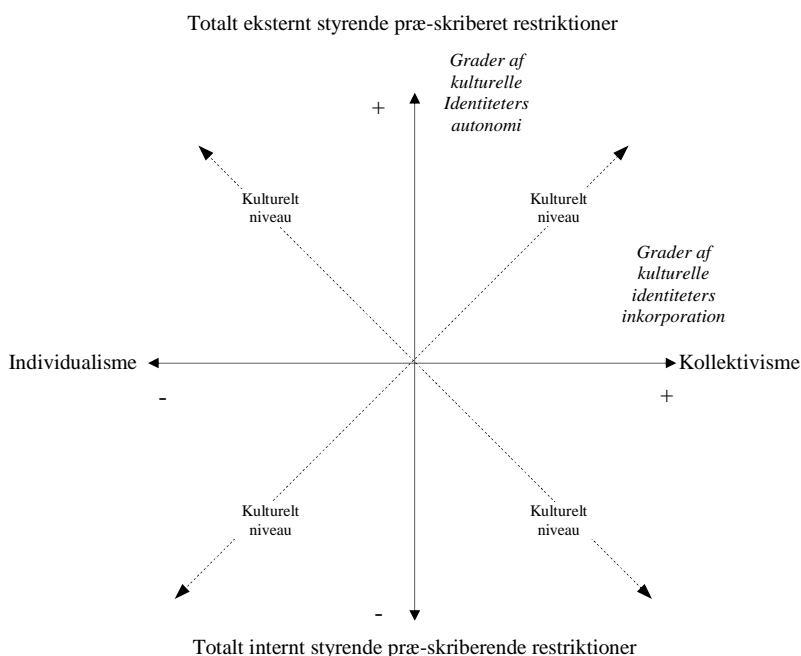 Totalt eksternt styrende præ-skriberet restriktioner
Grader af
kulturelle
Identiteters
autonomi
+
Kulturelt
niveau
Kulturelt
niveau
Grader af
kulturelle
identiteters
inkorporation
Individualisme
Kollektivisme
-
+
Kulturelt
niveau
Kulturelt
niveau
-
Totalt internt styrende præ-skriberende restriktioner